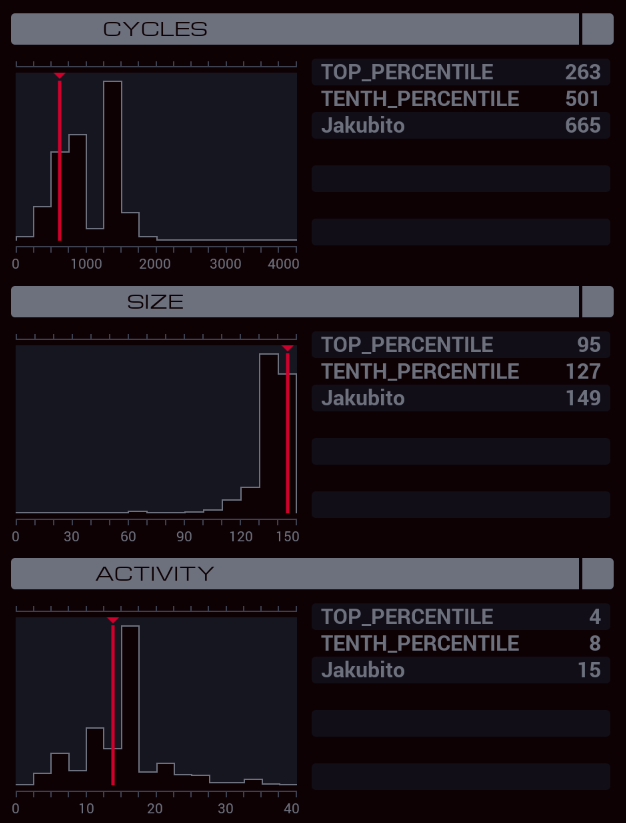 CYCLES
TOP_PERCENTILE 263
TENTH_PERCENTILE 501
Jakubito 665
0 1000 2000 3000 4000
SIZE
TOP_PERCENTILE 95
TENTH_PERCENTILE 127
Jakubito 149
0 30 60 90 120 150
ACTIVITY
TOP_PERCENTILE 4
TENTH_PERCENTILE 8
Jakubito 15
0 10 20 30 40